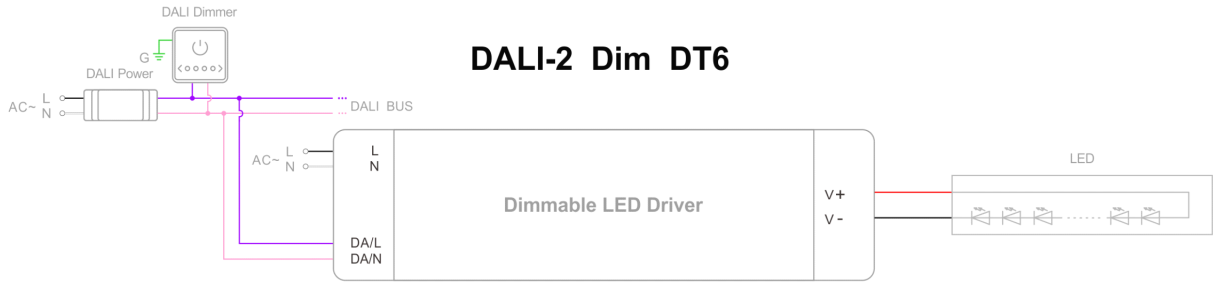 DALI Dimmer
DALI-2 Dim DT6
G
DALI Power
AC~ L
N
DALI BUS
AC~ L
N
L
N
LED
Dimmable LED Driver
V+
V-
DA/L
DA/N